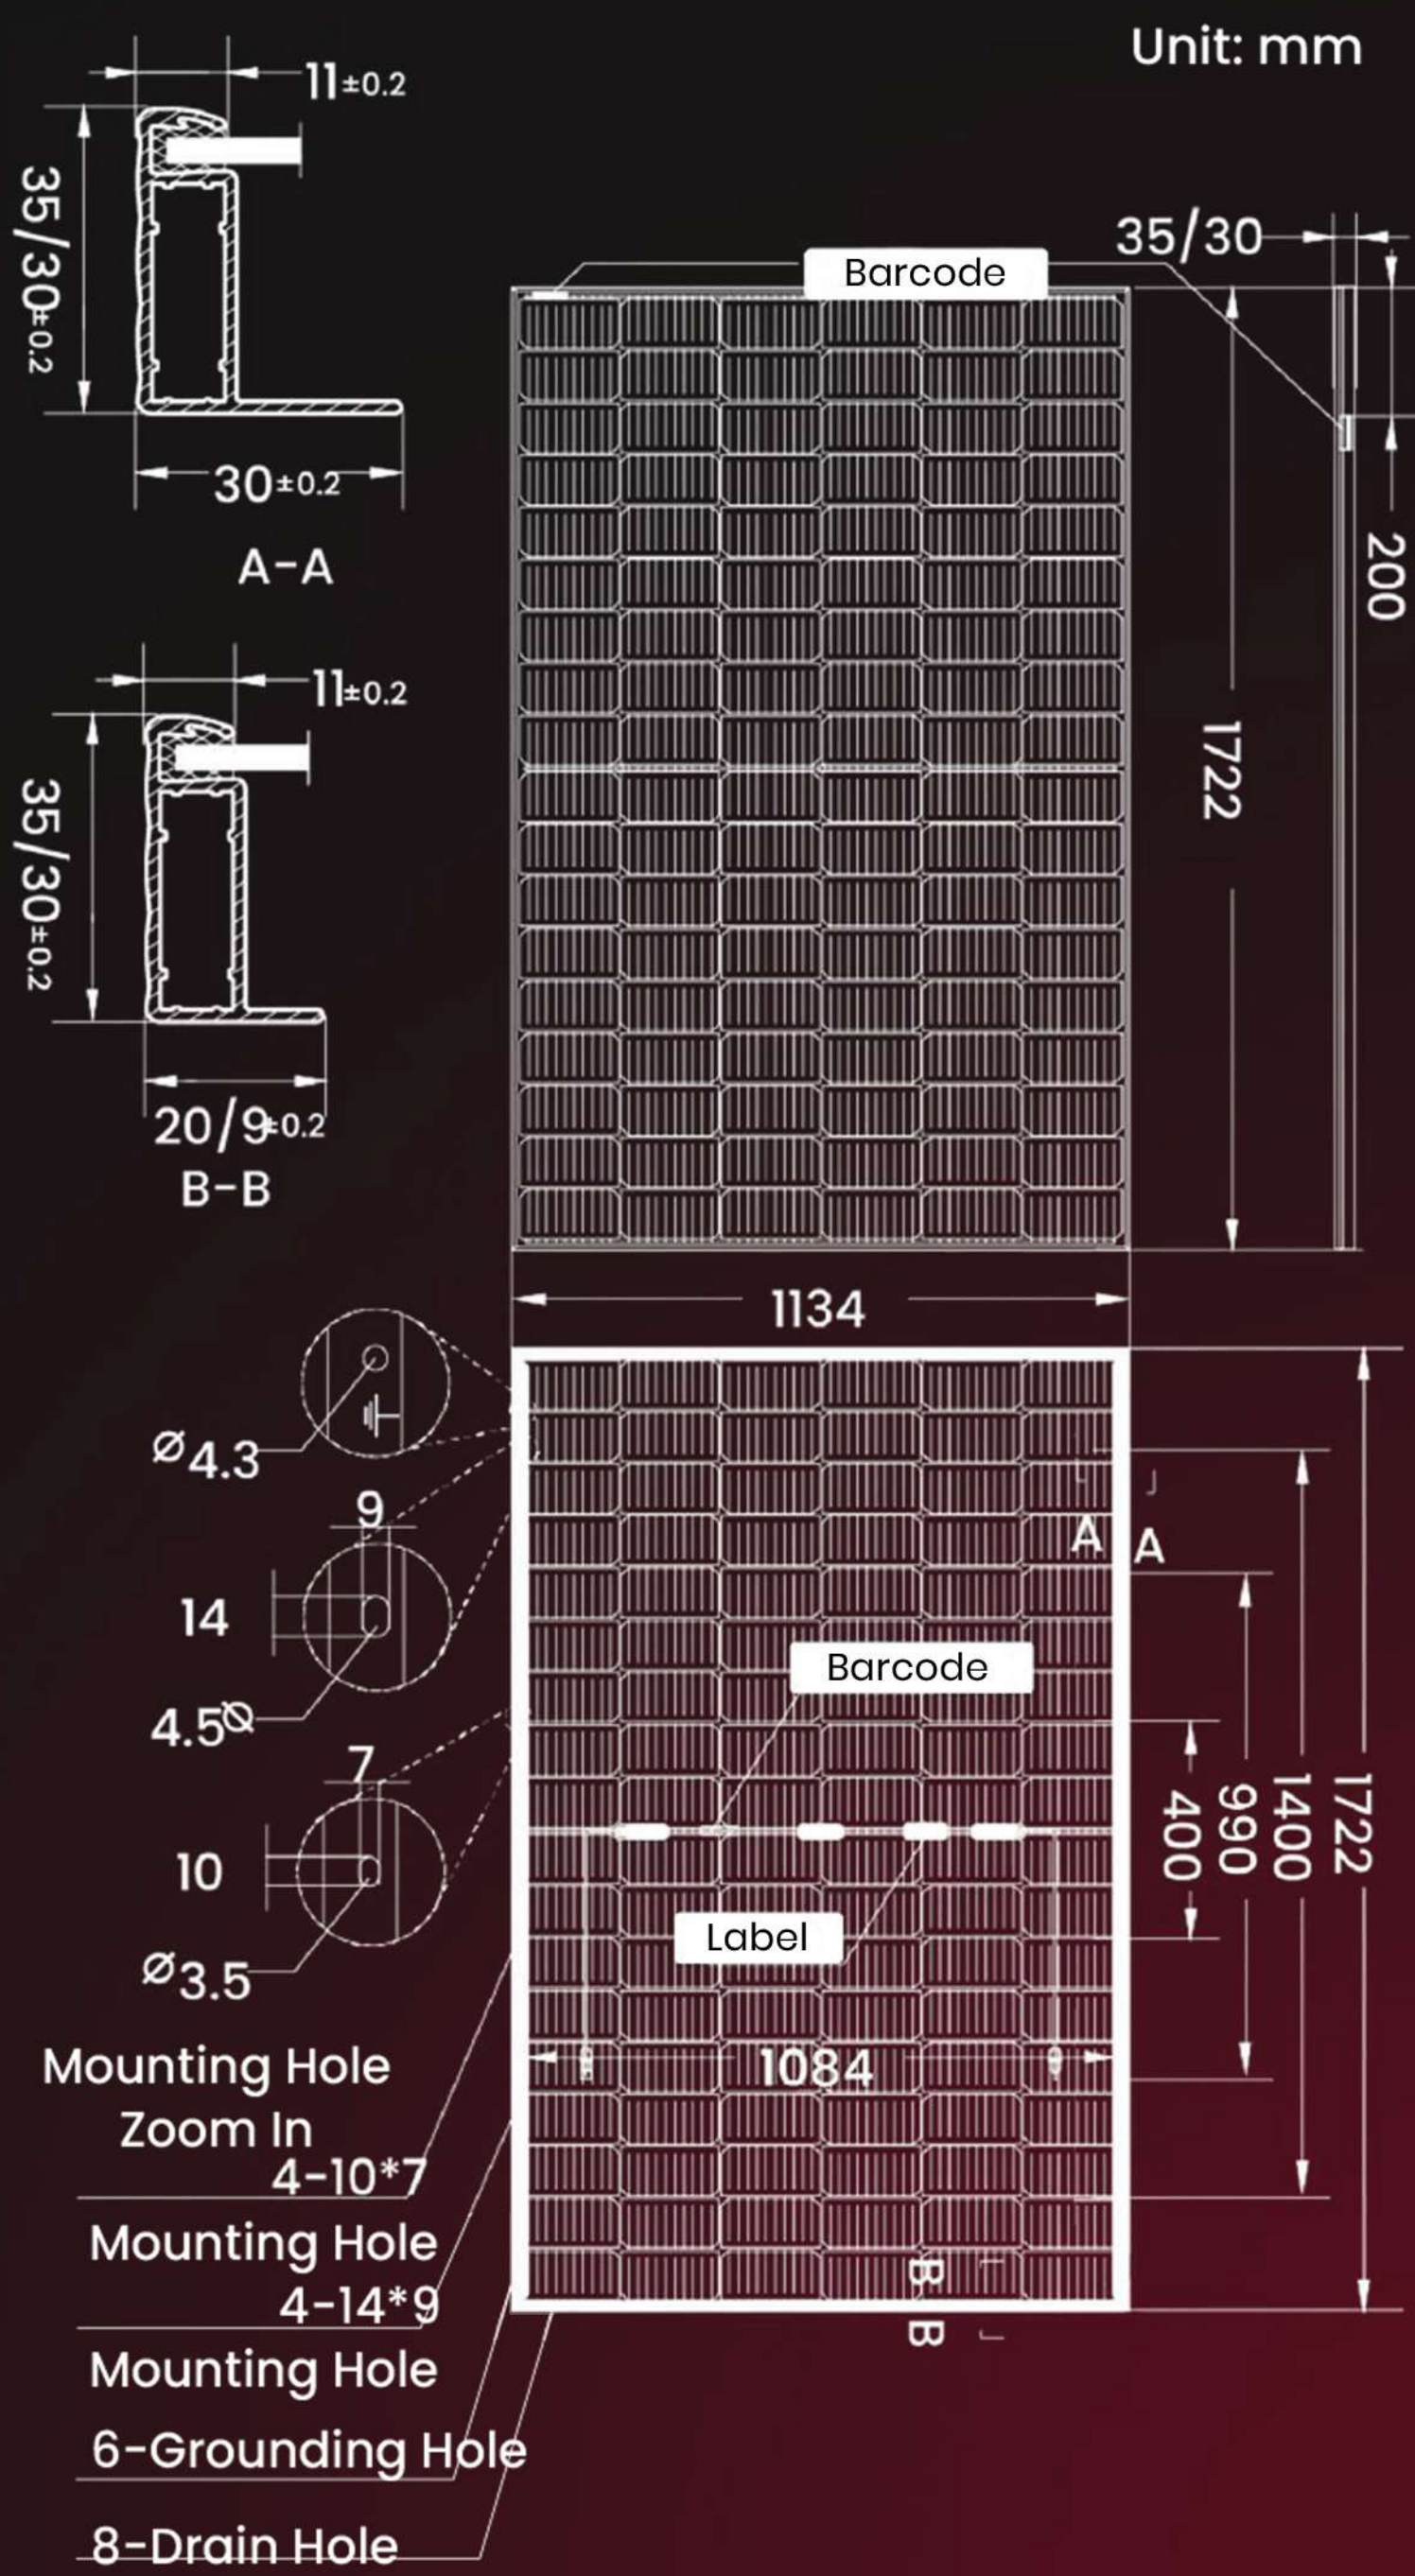 Unit: mm
11±0.2
35/30±0.2
30±0.2
A-A
11±0.2
35/30±0.2
20/9±0.2
B-B
Barcode
35/30
200
1722
1134
Ø4.3
9
14
4.5Ø
7
10
Ø3.5
A A
Barcode
Label
400
990
1400
1722
1084
B
B
Mounting Hole
Zoom In
4-10*7
Mounting Hole
4-14*9
Mounting Hole
6-Grounding Hole
8-Drain Hole